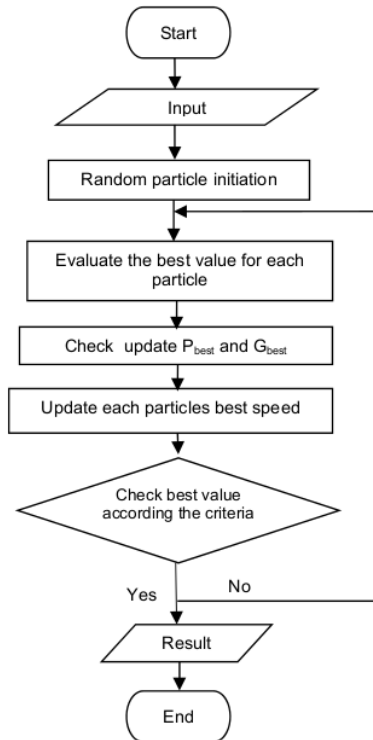 Start
Input
Random particle initiation
Evaluate the best value for each
particle
Check update Pbest and Gbest
Update each particles best speed
Check best value
according the criteria
Yes
No
Result
End